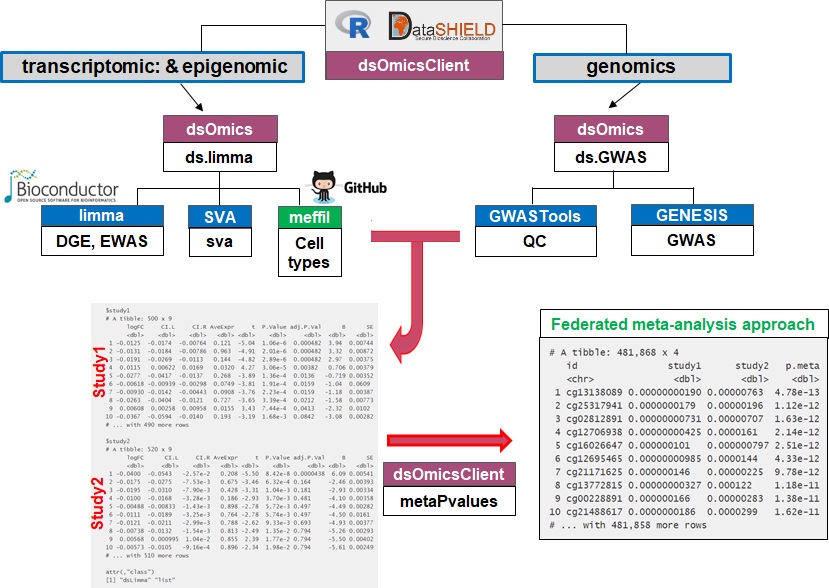 R DataSHIELD
Secure Bioscience Collaboration
dsOmicsClient
transcriptomic: & epigenomic
genomics
dsOmics
ds.limma
dsOmics
ds.GWAS
Bioconductor
OPEN SOURCE SOFTWARE FOR BIOINFORMATICS
GitHub
limma
DGE, EWAS
SVA
sva
meffil
Cell
types
GWASTools
QC
GENESIS
GWAS
Study1
$study1
# A tibble: 500 x 9
logFC CI.L CI.R AveExpr t P.Value adj.P.Val B SE
<dbl> <dbl> <dbl> <dbl> <dbl> <dbl> <dbl> <dbl> <dbl>
1 -0.0125 -0.0174 -0.00764 0.121 -5.04 1.06e-6 0.000482 3.94 0.00744
2 -0.0131 -0.0184 -0.00786 0.963 -4.91 2.01e-6 0.000482 3.32 0.00872
3 -0.0191 -0.0269 -0.0113 0.144 -4.82 2.89e-6 0.000482 2.97 0.00375
4 0.0115 0.00622 0.0169 0.0320 4.27 3.06e-5 0.00382 0.706 0.00379
5 -0.0277 -0.0417 -0.0137 0.268 -3.89 1.36e-4 0.0136 -0.719 0.00352
6 -0.00618 -0.00939 -0.00298 0.0749 -3.81 1.91e-4 0.0159 -1.04 0.0609
7 -0.00930 -0.0142 -0.00443 0.0908 -3.76 2.23e-4 0.0159 -1.18 0.00387
8 -0.0263 -0.0404 -0.0121 0.727 -3.65 3.39e-4 0.0212 -1.58 0.00773
9 0.00608 0.00258 0.00958 0.0155 3.43 7.44e-4 0.0413 -2.32 0.0102
10 -0.0367 -0.0594 -0.0140 0.193 -3.19 1.68e-3 0.0842 -3.08 0.00282
# ... with 490 more rows
Study2
$study2
# A tibble: 520 x 9
logFC CI.L CI.R AveExpr t P.Value adj.P.Val B SE
<dbl> <dbl> <dbl> <dbl> <dbl> <dbl> <dbl> <dbl> <dbl>
1 -0.0400 -0.0543 -2.57e-2 0.208 -5.50 8.42e-8 0.0000438 6.09 0.00541
2 -0.0175 -0.0275 -7.53e-3 0.675 -3.46 6.32e-4 0.164 -2.46 0.00393
3 -0.0195 -0.0310 -7.90e-3 0.428 -3.31 1.04e-3 0.181 -2.93 0.00334
4 -0.0100 -0.0168 -3.28e-3 0.186 -2.93 3.70e-3 0.481 -4.10 0.00358
5 -0.00488 -0.00833 -1.43e-3 0.898 -2.78 5.72e-3 0.497 -4.49 0.00282
6 -0.0111 -0.0189 -3.25e-3 0.764 -2.78 5.74e-3 0.497 -4.50 0.0161
7 -0.0121 -0.0211 -2.99e-3 0.788 -2.62 9.33e-3 0.693 -4.93 0.00377
8 -0.00738 -0.0132 -1.54e-3 0.813 -2.49 1.35e-2 0.794 -5.26 0.00293
9 0.00568 0.000995 1.04e-2 0.855 2.39 1.77e-2 0.794 -5.50 0.00402
10 -0.00573 -0.0105 -9.16e-4 0.896 -2.34 1.98e-2 0.794 -5.61 0.00249
# ... with 510 more rows
attr(,"class")
[1] "dsLimma" "list"
dsOmicsClient
metaPvalues
Federated meta-analysis approach
# A tibble: 481,868 x 4
id study1 study2 p.meta
<chr> <dbl> <dbl> <dbl>
1 cg13138089 0.00000000190 0.00000763 4.78e-13
2 cg25317941 0.0000000179 0.00000196 1.12e-12
3 cg02812891 0.00000000731 0.00000707 1.63e-12
4 cg12706938 0.00000000425 0.0000161 2.14e-12
5 cg16026647 0.000000101 0.000000797 2.51e-12
6 cg12695465 0.00000000985 0.0000144 4.33e-12
7 cg21171625 0.000000146 0.00000225 9.78e-12
8 cg13772815 0.00000000327 0.000122 1.18e-11
9 cg00228891 0.000000166 0.00000283 1.38e-11
10 cg21488617 0.0000000186 0.0000299 1.62e-11
# ... with 481,858 more rows